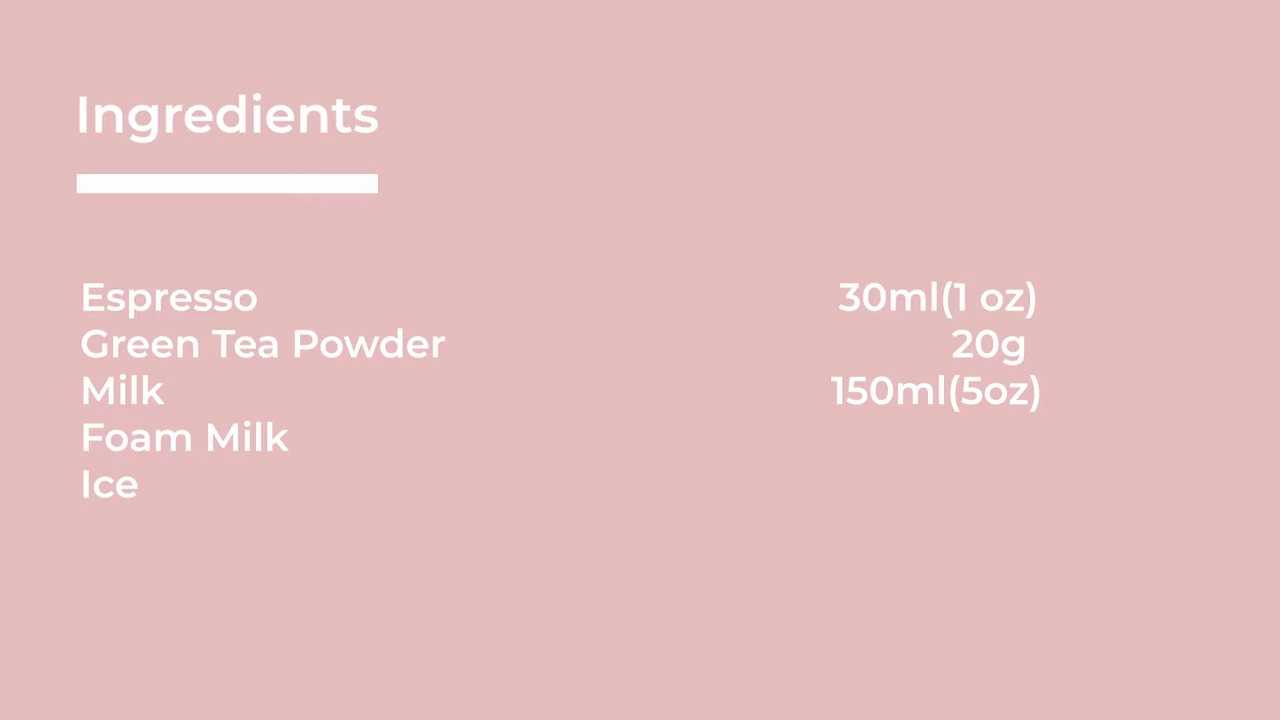 Ingredients
Espresso 30ml(1 oz)
Green Tea Powder 20g
Milk 150ml(5oz)
Foam Milk
Ice